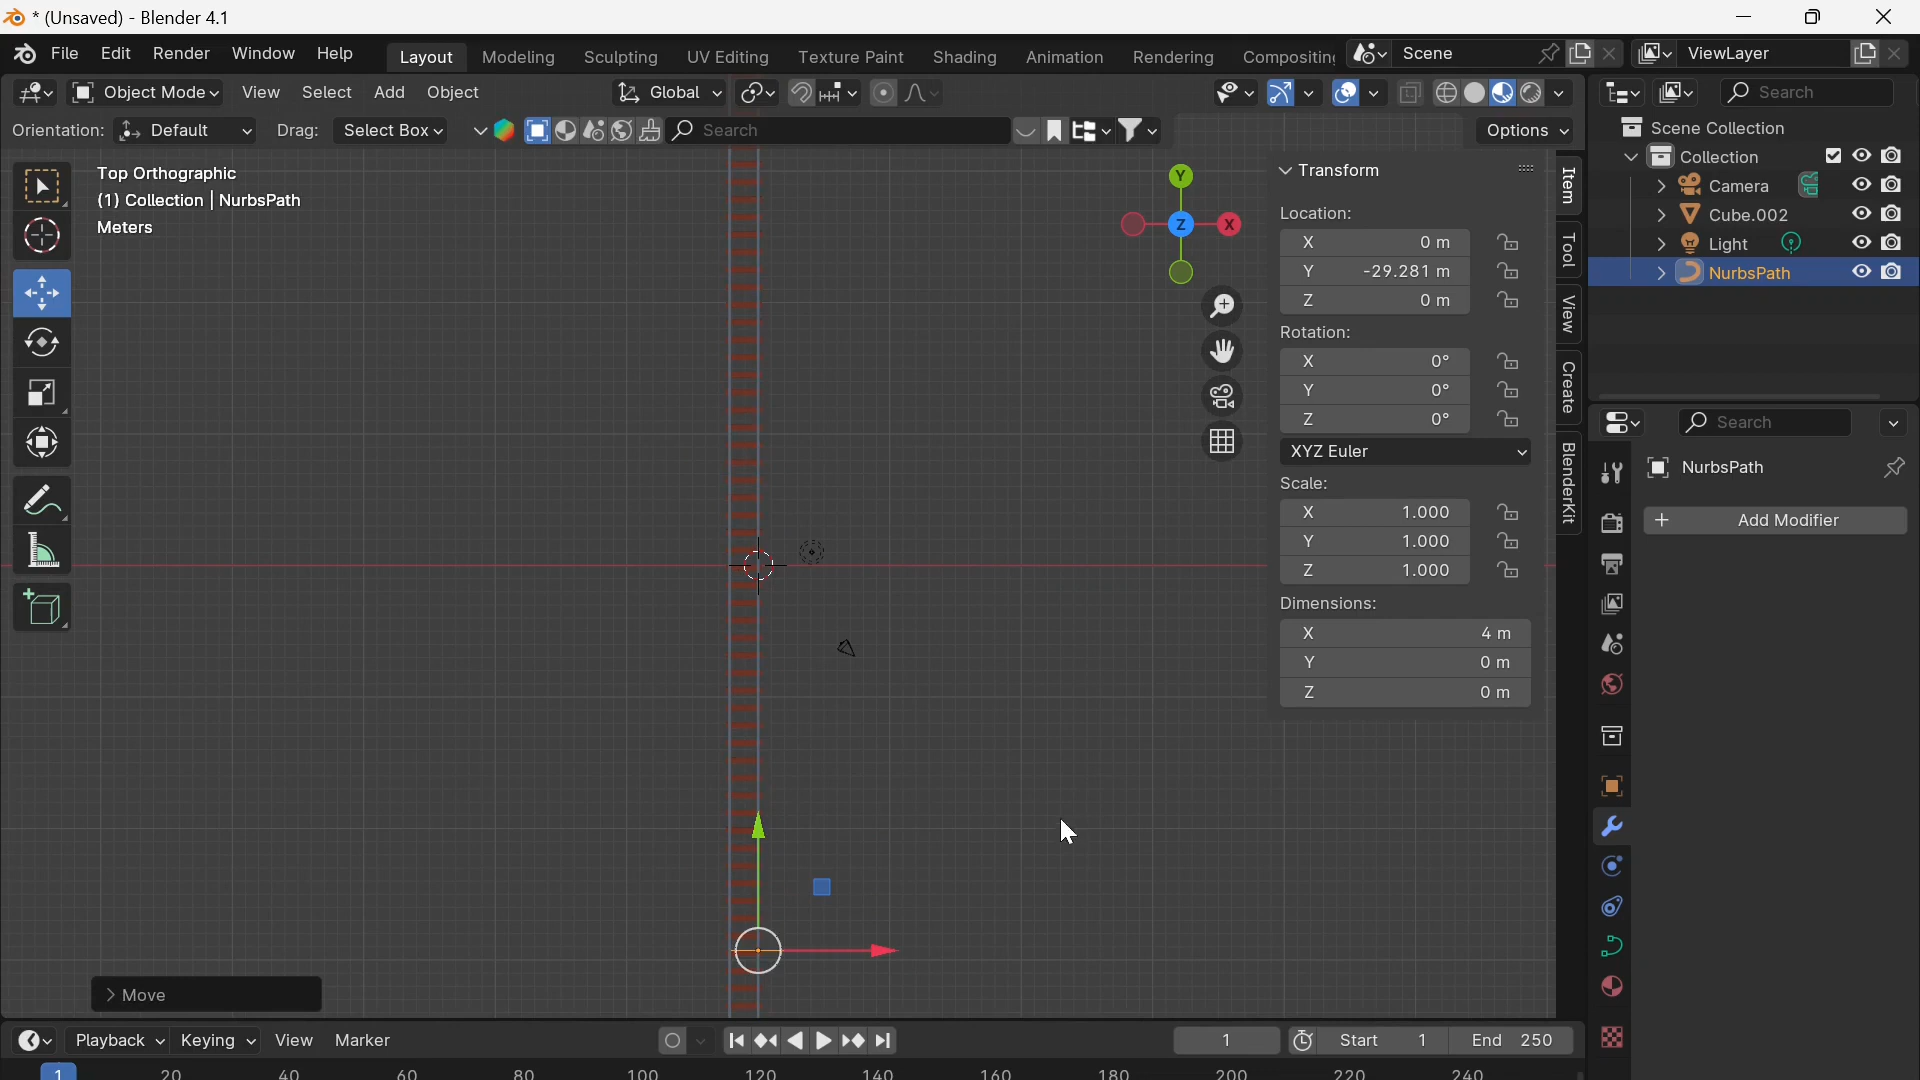 * (Unsaved) - Blender 4.1
File Edit Render Window Help Layout Modeling Sculpting UV Editing Texture Paint Shading Animation Rendering Compositing Scene ViewLayer
Object Mode View Select Add Object Global Search
Orientation: Default Drag: Select Box Search Options
Top Orthographic
(1) Collection | NurbsPath
Meters
Y
Z
X
Transform
Location:
X 0 m
Y -29.281 m
Z 0 m
Rotation:
X 0°
Y 0°
Z 0°
XYZ Euler
Scale:
X 1.000
Y 1.000
Z 1.000
Dimensions:
X 4 m
Y 0 m
Z 0 m
Item
Tool
View
Create
BlenderKit
Scene Collection
Collection
Camera
Cube.002
Light
NurbsPath
Search
NurbsPath
+ Add Modifier
> Move
Playback Keying View Marker 1 Start 1 End 250
1 20 40 60 80 100 120 140 160 180 200 220 240